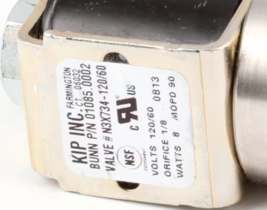 KIP INC.
FARMINGTON
CT. 06032
BUNN P/N 01085.0002
VALVE # N3X734-120/60
C US
NSF
0813
VOLTS 120/60
ORIFICE 1/8
WATTS 8 MOPD 90